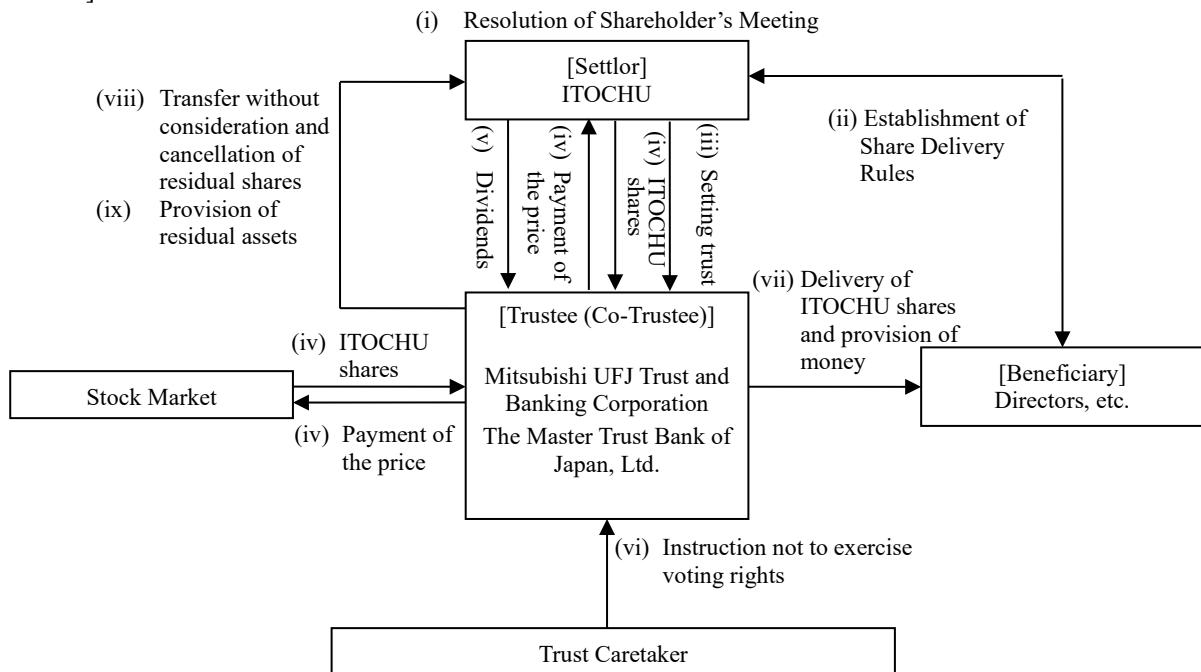 ]
(i) Resolution of Shareholder’s Meeting
[Settlor]
ITOCHU
(viii) Transfer without
consideration and
cancellation of
residual shares
(ix) Provision of
residual assets
(v) Dividends
(iv) Payment of
the price
(iv) ITOCHU
shares
(iii) Setting trust
(ii) Establishment of
Share Delivery
Rules
[Trustee (Co-Trustee)]
Mitsubishi UFJ Trust and
Banking Corporation
The Master Trust Bank of
Japan, Ltd.
(vii) Delivery of
ITOCHU shares
and provision of
money
(iv) ITOCHU
shares
Stock Market
(iv) Payment of
the price
[Beneficiary]
Directors, etc.
(vi) Instruction not to exercise
voting rights
Trust Caretaker